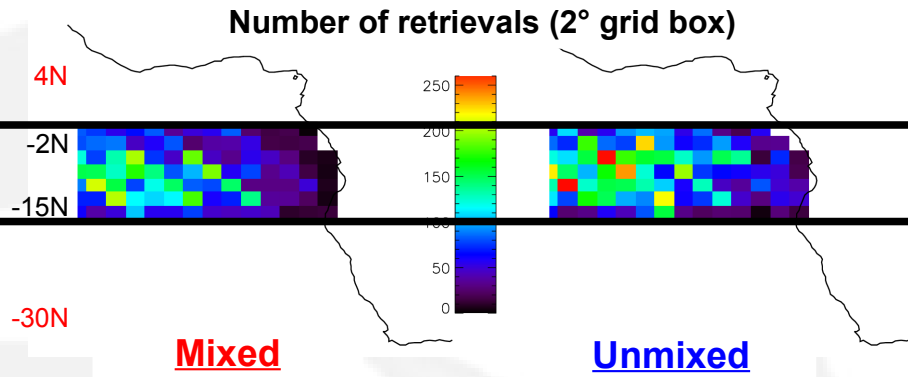 Number of retrievals (2° grid box)
4N
-2N
-15N
-30N
250
200
150
100
50
0
Mixed
Unmixed